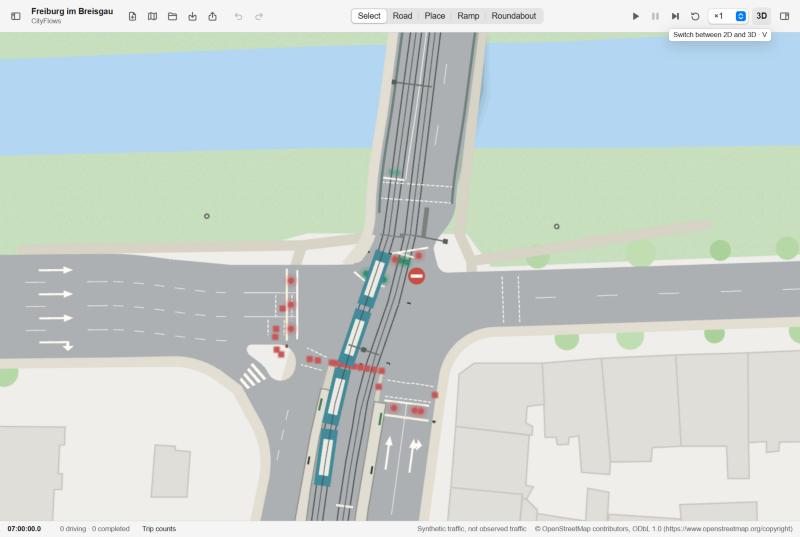 Freiburg im Breisgau
CityFlows
Select
Road
Place
Ramp
Roundabout
×1
3D
Switch between 2D and 3D · V
07:00:00.0
0 driving · 0 completed
Trip counts
Synthetic traffic, not observed traffic
© OpenStreetMap contributors, ODbL 1.0 (https://www.openstreetmap.org/copyright)